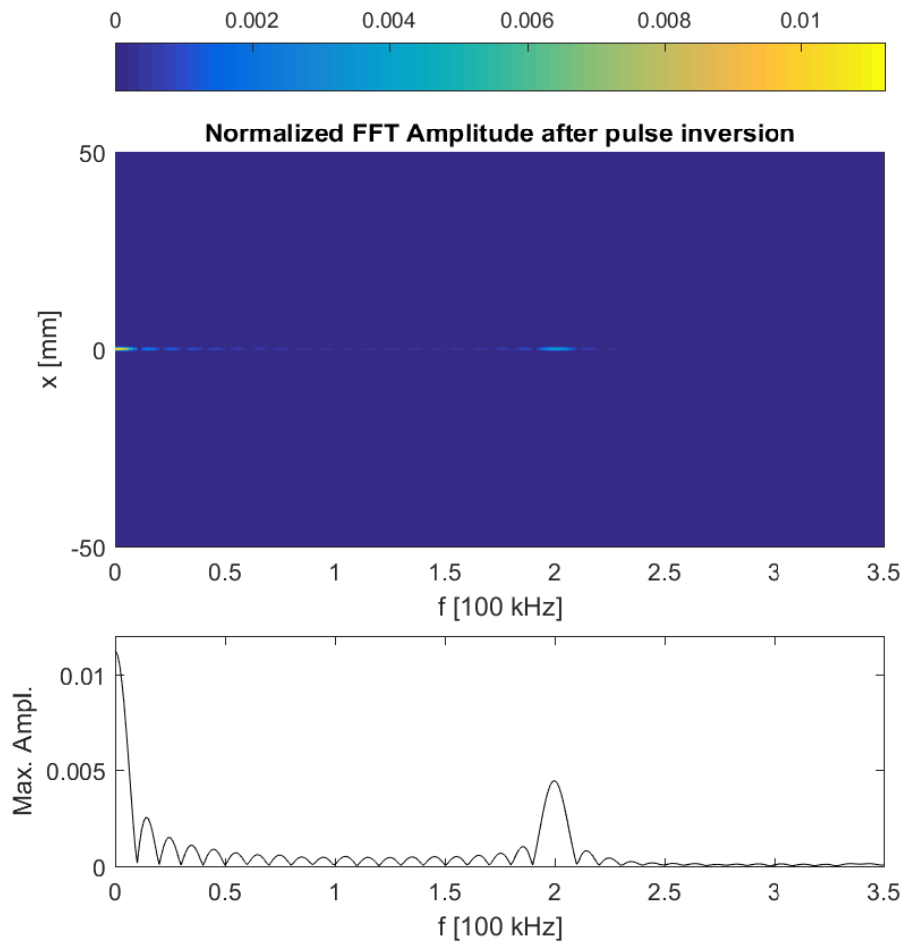 0 0.002 0.004 0.006 0.008 0.01
Normalized FFT Amplitude after pulse inversion
50
0
-50
x [mm]
0 0.5 1 1.5 2 2.5 3 3.5
f [100 kHz]
0.01
0.005
0
Max. Ampl.
0 0.5 1 1.5 2 2.5 3 3.5
f [100 kHz]